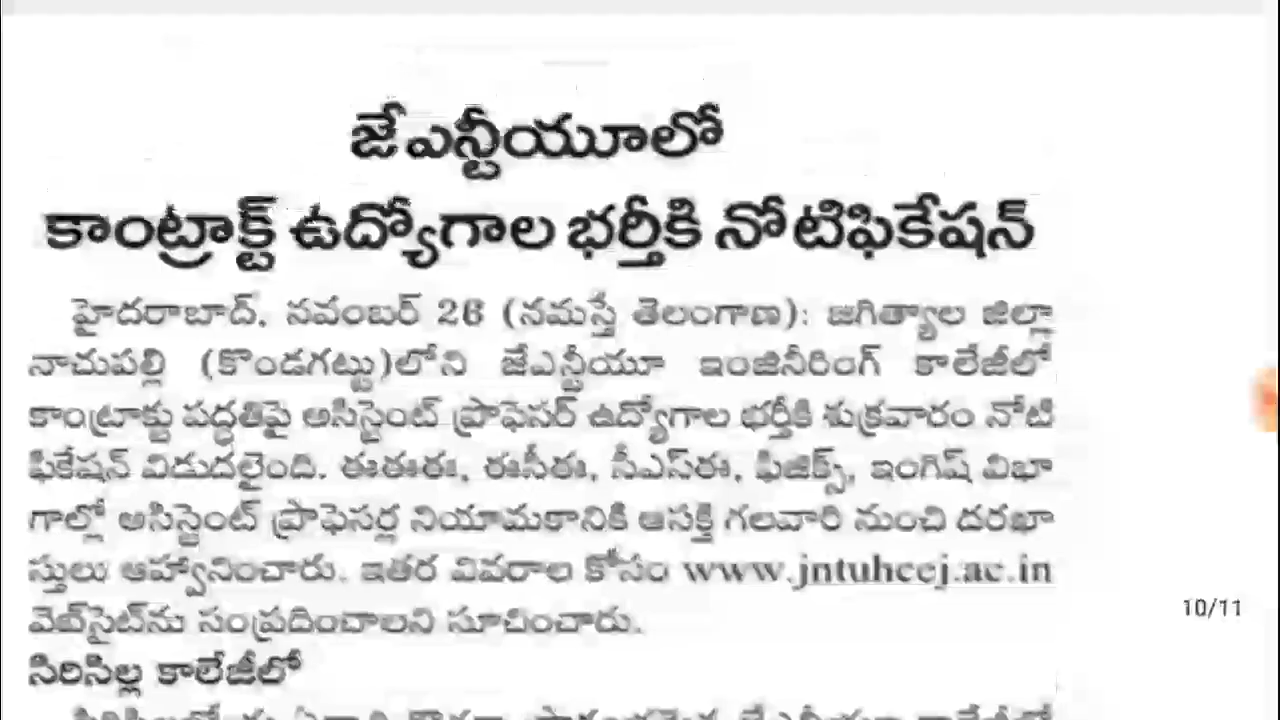 జేఎన్టీయూలో
కాంట్రాక్ట్ ఉద్యోగాల భర్తీకి నోటిఫికేషన్
హైదరాబాద్, నవంబర్ 26 (నమస్తే తెలంగాణ): జగిత్యాల జిల్లా
నాచుపల్లి (కొండగట్టు)లోని జేఎన్టీయూ ఇంజినీరింగ్ కాలేజీలో
కాంట్రాక్టు పద్ధతిపై అసిస్టెంట్ ప్రొఫెసర్ ఉద్యోగాల భర్తీకి శుక్రవారం నోటి
ఫికేషన్ విడుదలైంది. ఈఈఈ, ఈసీఈ, సీఎస్ఈ, ఫిజిక్స్, ఇంగ్లిష్ విభా
గాల్లో అసిస్టెంట్ ప్రొఫెసర్ల నియామకానికి ఆసక్తి గలవారి నుంచి దరఖా
స్తులు ఆహ్వానించారు. ఇతర వివరాల కోసం www.jntuhcej.ac.in
వెబ్‌సైట్‌ను సంప్రదించాలని సూచించారు.
10/11
సిరిసిల్ల కాలేజీలో